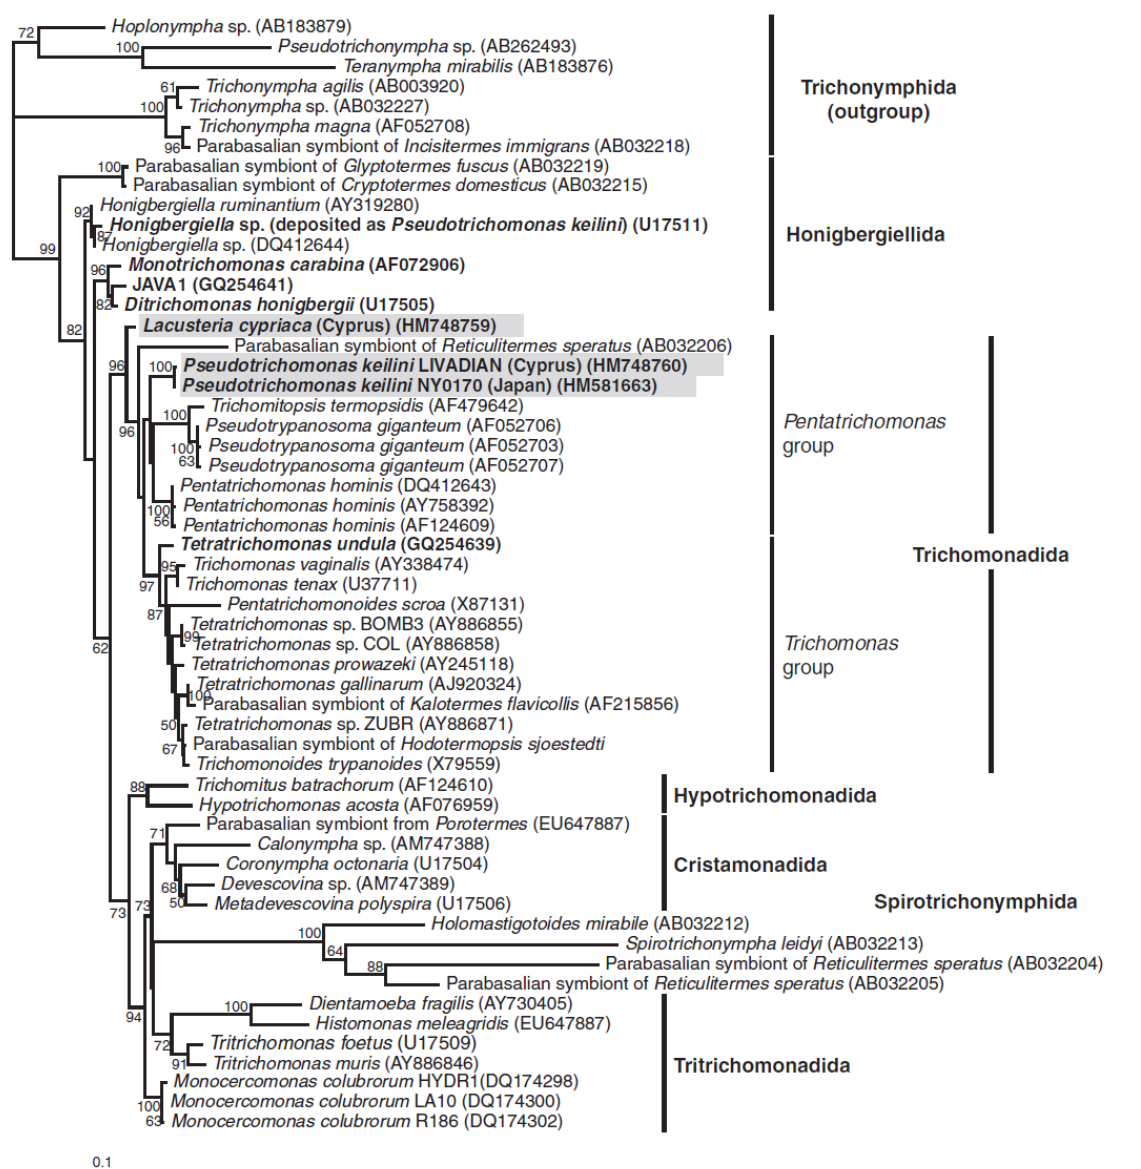 72
Hoplonympha sp. (AB183879)
100
Pseudotrichonympha sp. (AB262493)
Teranympha mirabilis (AB183876)
61
Trichonympha agilis (AB003920)
100
Trichonympha sp. (AB032227)
Trichonympha magna (AF052708)
96
Parabasalian symbiont of Incisitermes immigrans (AB032218)
Trichonymphida
(outgroup)
100
Parabasalian symbiont of Glyptotermes fuscus (AB032219)
Parabasalian symbiont of Cryptotermes domesticus (AB032215)
92
Honigbergiella ruminantium (AY319280)
Honigbergiella sp. (deposited as Pseudotrichomonas keilini) (U17511)
87
Honigbergiella sp. (DQ412644)
99
96
Monotrichomonas carabina (AF072906)
JAVA1 (GQ254641)
82
Ditrichomonas honigbergii (U17505)
Honigbergiellida
82
Lacusteria cypriaca (Cyprus) (HM748759)
Parabasalian symbiont of Reticulitermes speratus (AB032206)
96
100
Pseudotrichomonas keilini LIVADIAN (Cyprus) (HM748760)
Pseudotrichomonas keilini NY0170 (Japan) (HM581663)
Trichomitopsis termopsidis (AF479642)
100
96
Pseudotrypanosoma giganteum (AF052706)
100
Pseudotrypanosoma giganteum (AF052703)
63
Pseudotrypanosoma giganteum (AF052707)
Pentatrichomonas hominis (DQ412643)
100
Pentatrichomonas hominis (AY758392)
56
Pentatrichomonas hominis (AF124609)
Pentatrichomonas
group
Tetratrichomonas undula (GQ254639)
95
Trichomonas vaginalis (AY338474)
97
Trichomonas tenax (U37711)
Trichomonadida
87
Pentatrichomonoides scroa (X87131)
Tetratrichomonas sp. BOMB3 (AY886855)
99
Tetratrichomonas sp. COL (AY886858)
62
Tetratrichomonas prowazeki (AY245118)
Tetratrichomonas gallinarum (AJ920324)
100
Parabasalian symbiont of Kalotermes flavicollis (AF215856)
50
Tetratrichomonas sp. ZUBR (AY886871)
67
Parabasalian symbiont of Hodotermopsis sjoestedti
Trichomonoides trypanoides (X79559)
Trichomonas
group
88
Trichomitus batrachorum (AF124610)
Hypotrichomonas acosta (AF076959)
Hypotrichomonadida
71
Parabasalian symbiont from Porotermes (EU647887)
Calonympha sp. (AM747388)
Coronympha octonaria (U17504)
68
Devescovina sp. (AM747389)
50
Metadevescovina polyspira (U17506)
Cristamonadida
73
73
Spirotrichonymphida
Holomastigotoides mirabile (AB032212)
100
64
Spirotrichonympha leidyi (AB032213)
88
Parabasalian symbiont of Reticulitermes speratus (AB032204)
Parabasalian symbiont of Reticulitermes speratus (AB032205)
100
Dientamoeba fragilis (AY730405)
94
Histomonas meleagridis (EU647887)
72
Tritrichomonas foetus (U17509)
91
Tritrichomonas muris (AY886846)
Tritrichomonadida
Monocercomonas colubrorum HYDR1(DQ174298)
100
Monocercomonas colubrorum LA10 (DQ174300)
63
Monocercomonas colubrorum R186 (DQ174302)
0.1